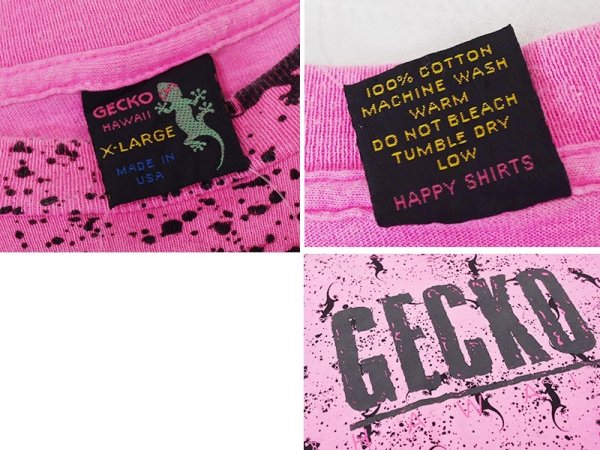 GECKO
HAWAII
X-LARGE
MADE IN
USA
100% COTTON
MACHINE WASH
WARM
DO NOT BLEACH
TUMBLE DRY
LOW
HAPPY SHIRTS
GECKO
HAWAI